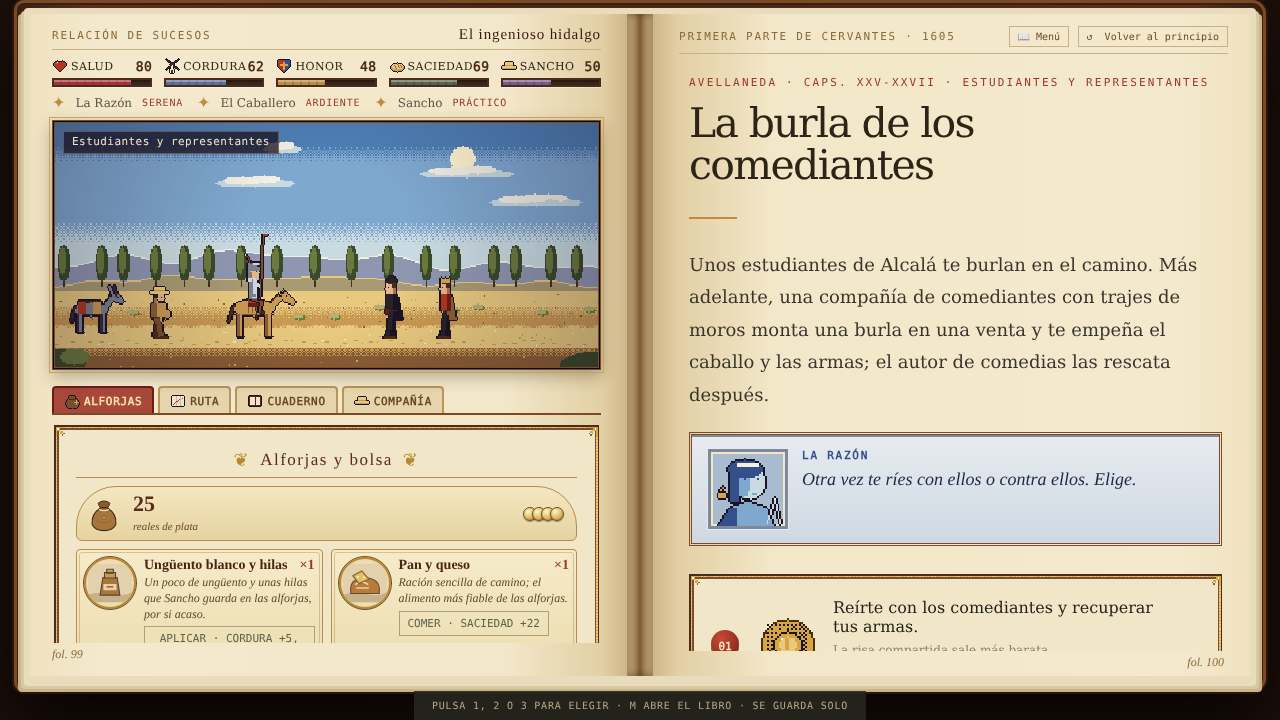 RELACIÓN DE SUCESOS
El ingenioso hidalgo
SALUD 80
CORDURA 62
HONOR 48
SACIEDAD 69
SANCHO 50
La Razón SERENA
El Caballero ARDIENTE
Sancho PRÁCTICO
Estudiantes y representantes
ALFORJAS
RUTA
CUADERNO
COMPAÑÍA
Alforjas y bolsa
25
reales de plata
Ungüento blanco y hilas ×1
Un poco de ungüento y unas hilas
que Sancho guarda en las alforjas,
por si acaso.
APLICAR · CORDURA +5,
Pan y queso ×1
Ración sencilla de camino; el
alimento más fiable de las alforjas.
COMER · SACIEDAD +22
fol. 99
PRIMERA PARTE DE CERVANTES · 1605
Menú
Volver al principio
AVELLANEDA · CAPS. XXV-XXVII · ESTUDIANTES Y REPRESENTANTES
La burla de los
comediantes
Unos estudiantes de Alcalá te burlan en el camino. Más
adelante, una compañía de comediantes con trajes de
moros monta una burla en una venta y te empeña el
caballo y las armas; el autor de comedias las rescata
después.
LA RAZÓN
Otra vez te ríes con ellos o contra ellos. Elige.
01
Reírte con los comediantes y recuperar
tus armas.
La risa compartida sale más barata
fol. 100
PULSA 1, 2 O 3 PARA ELEGIR · M ABRE EL LIBRO · SE GUARDA SOLO